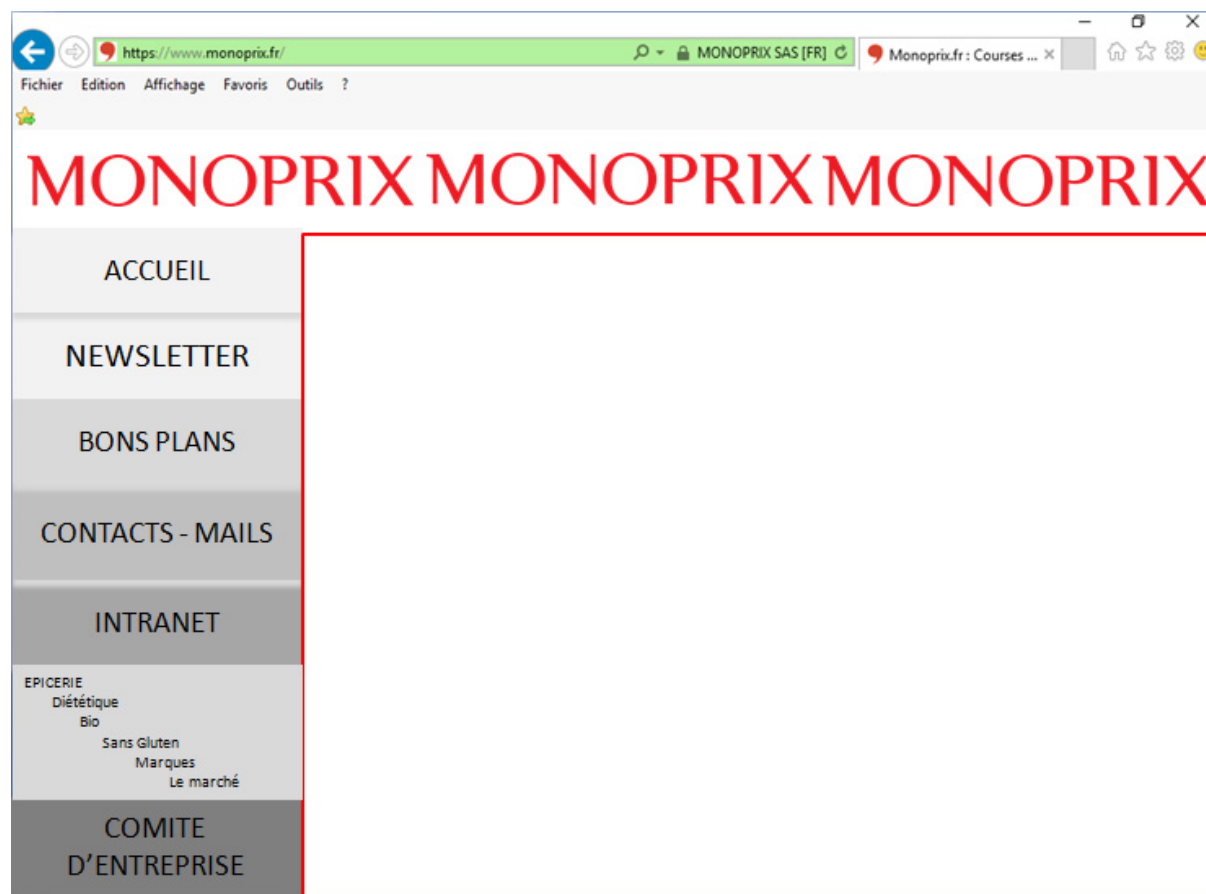 https://www.monoprix.fr/ MONOPRIX SAS [FR] Monoprix.fr : Courses ...
Fichier Edition Affichage Favoris Outils ?
MONOPRIX MONOPRIX MONOPRIX
ACCUEIL
NEWSLETTER
BONS PLANS
CONTACTS - MAILS
INTRANET
EPICERIE
Diététique
Bio
Sans Gluten
Marques
Le marché
COMITE
D’ENTREPRISE